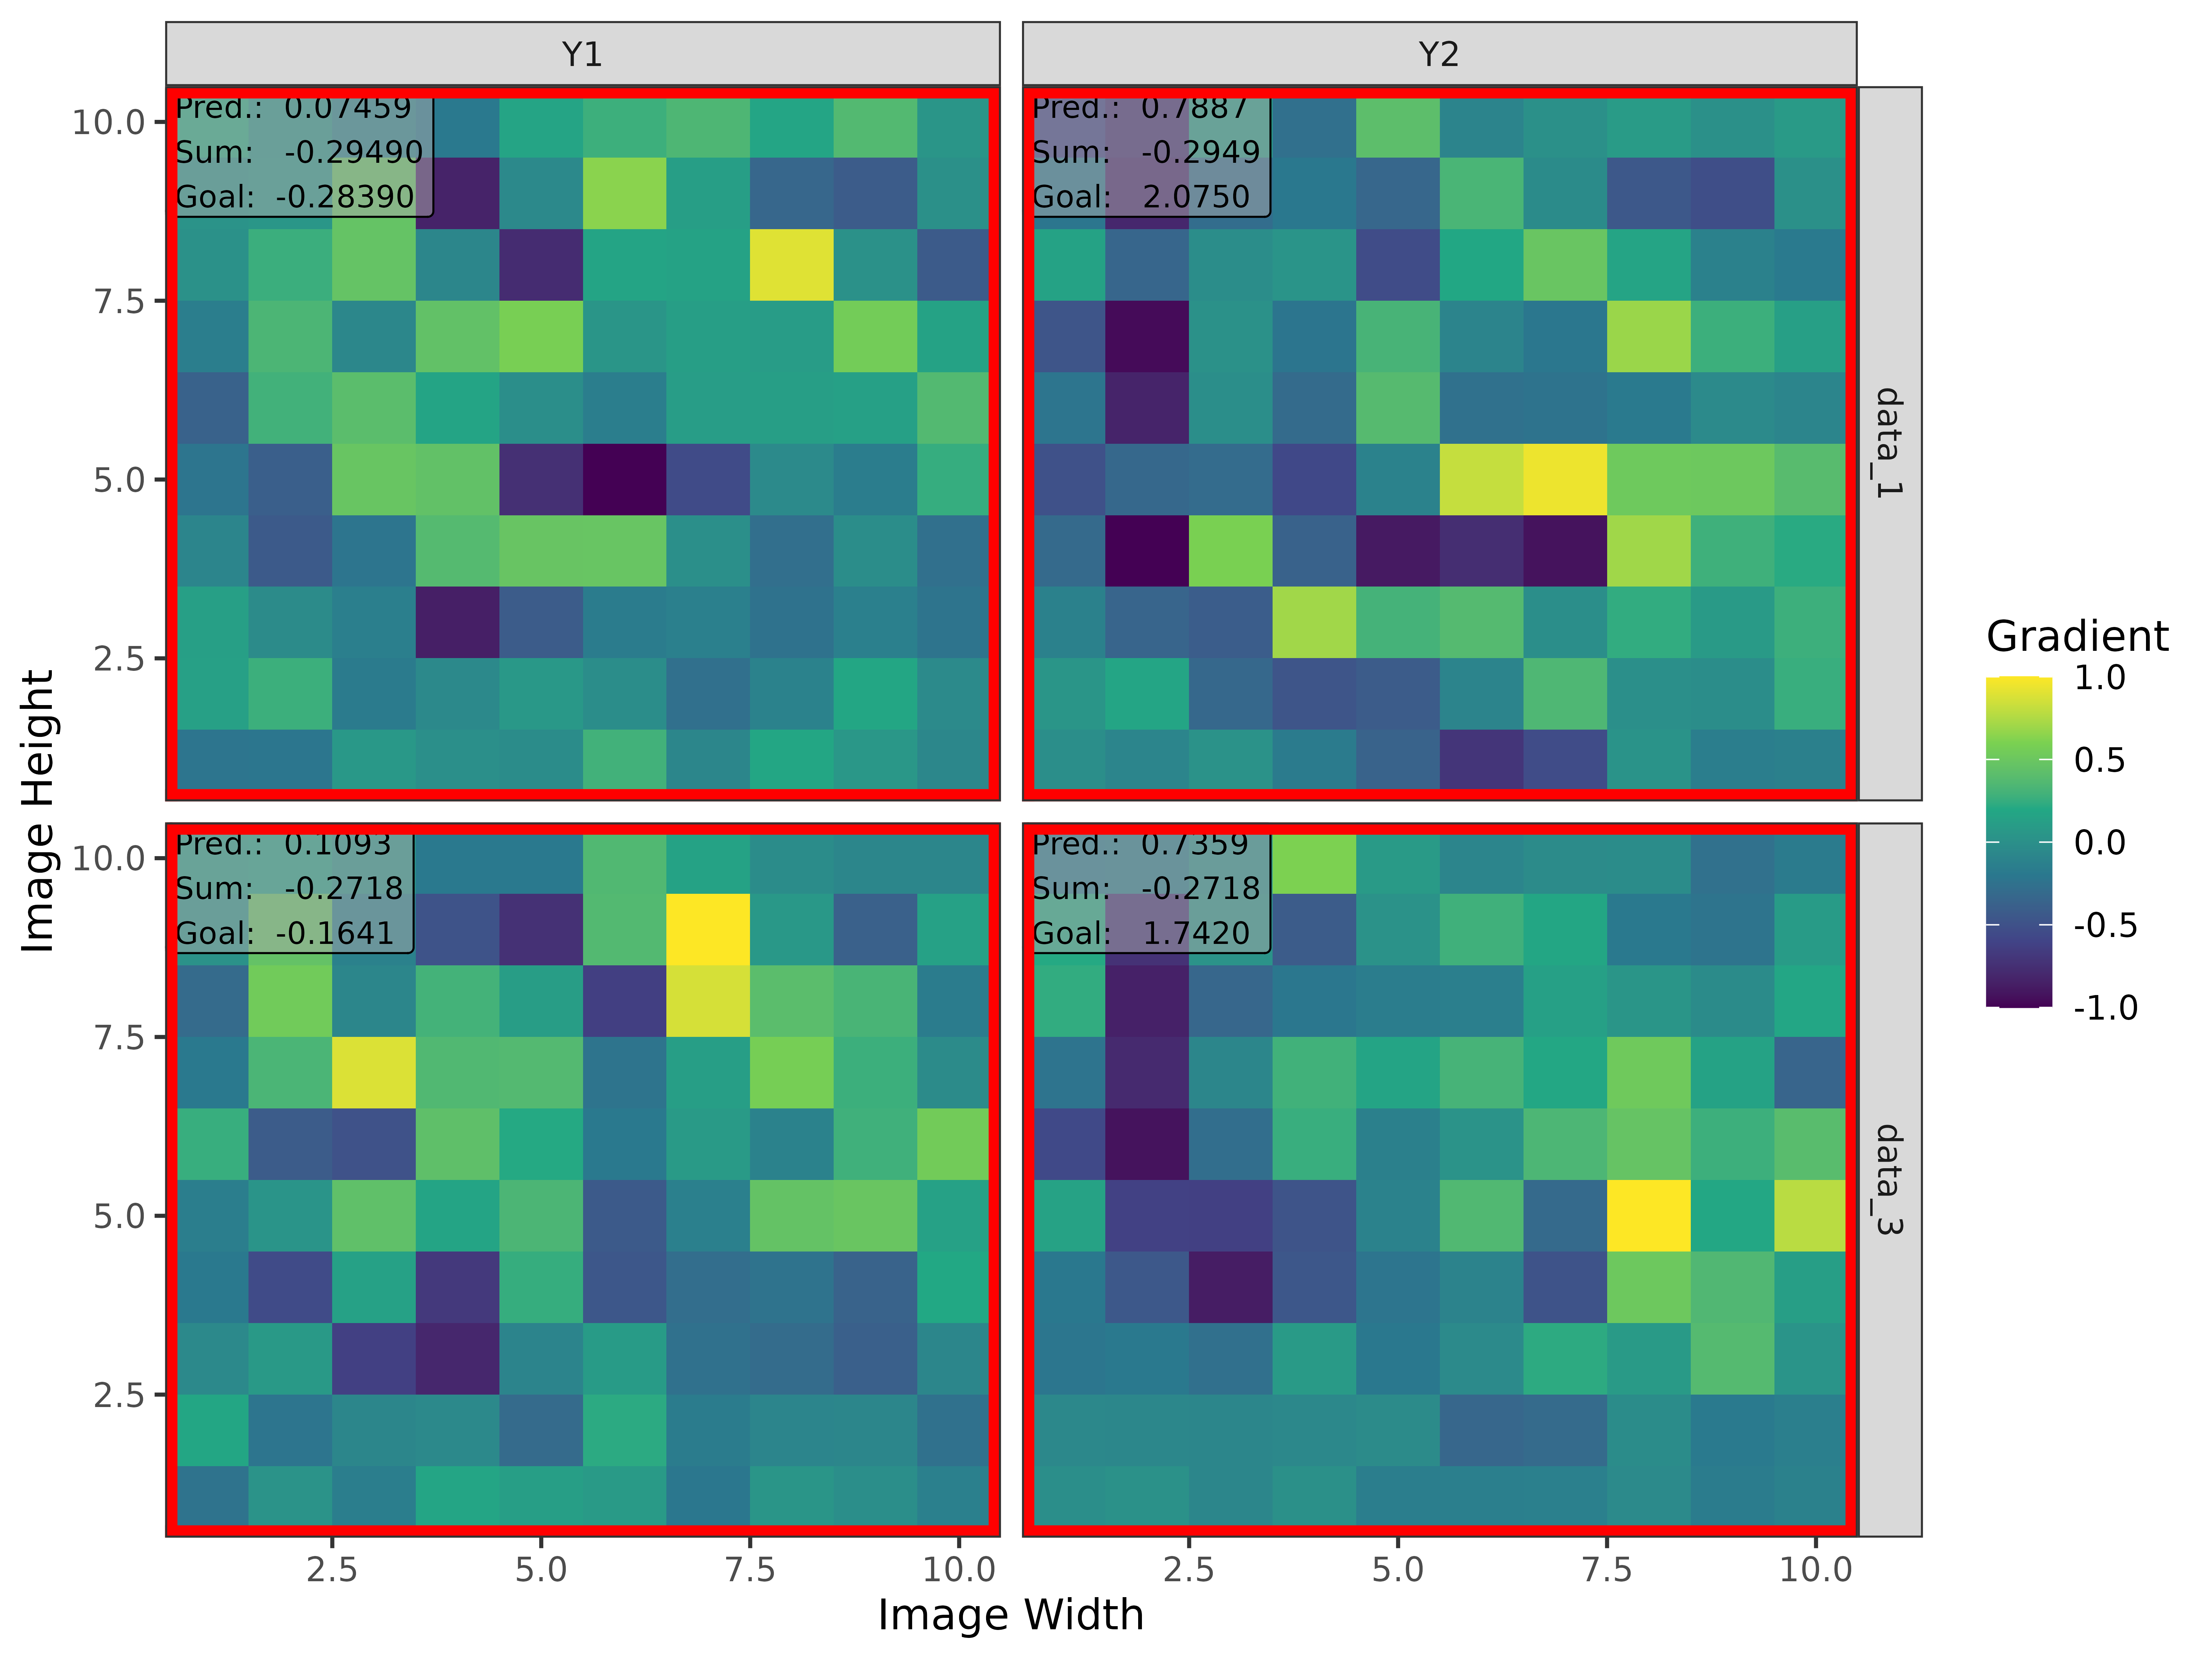 Y1
Y2
Pred.: 0.07459
Sum: -0.29490
Goal: -0.28390
Pred.: 0.7887
Sum: -0.2949
Goal: 2.0750
10.0
7.5
5.0
2.5
data_1
Pred.: 0.1093
Sum: -0.2718
Goal: -0.1641
Pred.: 0.7359
Sum: -0.2718
Goal: 1.7420
10.0
7.5
5.0
2.5
data_3
2.5
5.0
7.5
10.0
2.5
5.0
7.5
10.0
Image Width
Image Height
Gradient
1.0
0.5
0.0
-0.5
-1.0